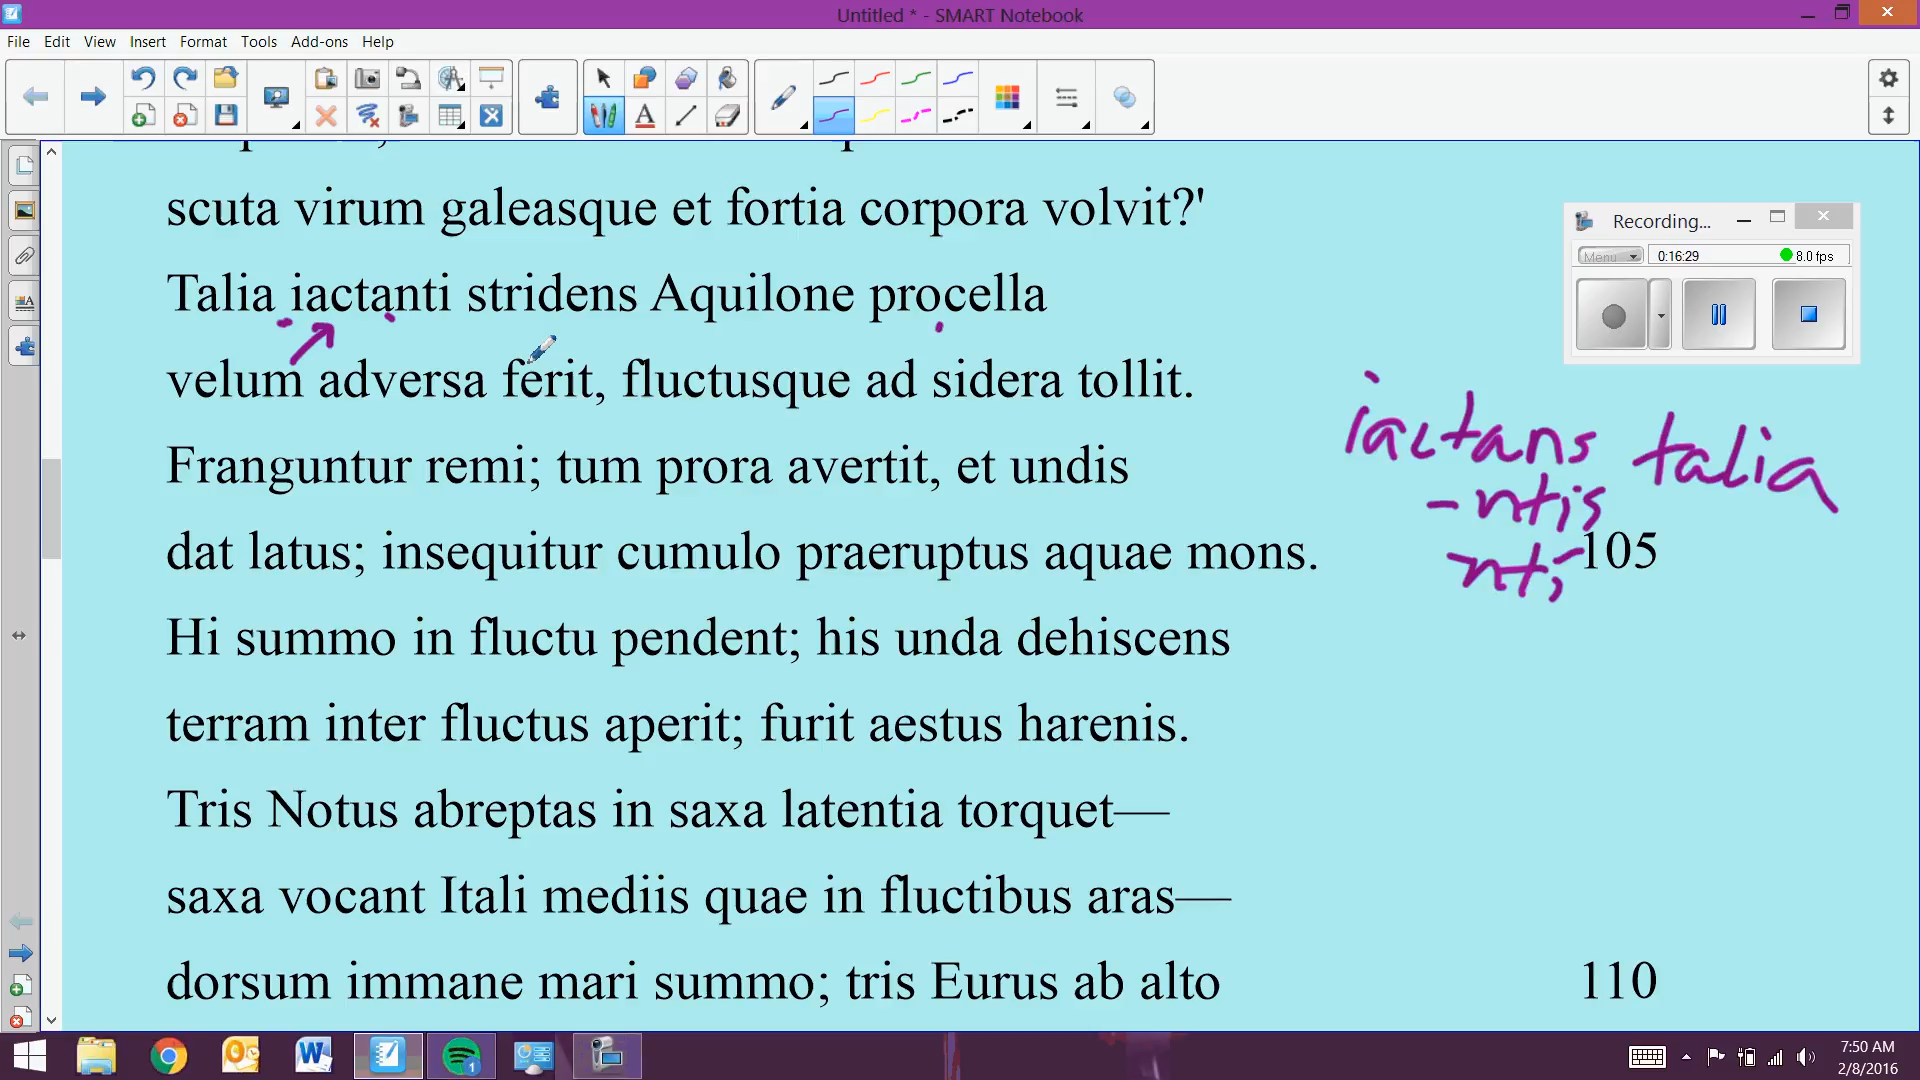 Untitled * - SMART Notebook
File Edit View Insert Format Tools Add-ons Help
scuta virum galeasque et fortia corpora volvit?'
Talia iactanti stridens Aquilone procella
velum adversa ferit, fluctusque ad sidera tollit.
Franguntur remi; tum prora avertit, et undis
dat latus; insequitur cumulo praeruptus aquae mons.
105
Hi summo in fluctu pendent; his unda dehiscens
terram inter fluctus aperit; furit aestus harenis.
Tris Notus abreptas in saxa latentia torquet—
saxa vocant Itali mediis quae in fluctibus aras—
dorsum immane mari summo; tris Eurus ab alto
110
Recording...
Menu
0:16:29
8.0 fps
iactans talia
-ntis
nti
7:50 AM
2/8/2016